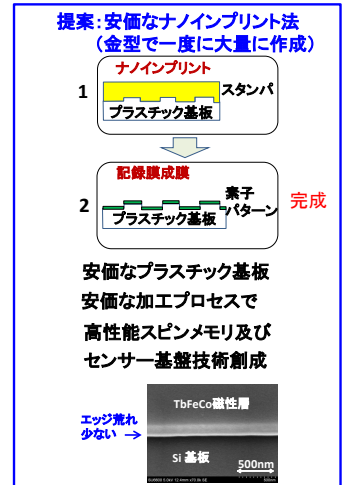 提案：安価なナノインプリント法
（金型で一度に大量に作成）
ナノインプリント
1
スタンパ
プラスチック基板
記録膜成膜
2
素子
パターン
プラスチック基板
完成
安価なプラスチック基板
安価な加工プロセスで
高性能スピンメモリ及び
センサー基盤技術創成
TbFeCo磁性層
エッジ荒れ
少ない →
Si 基板
500nm